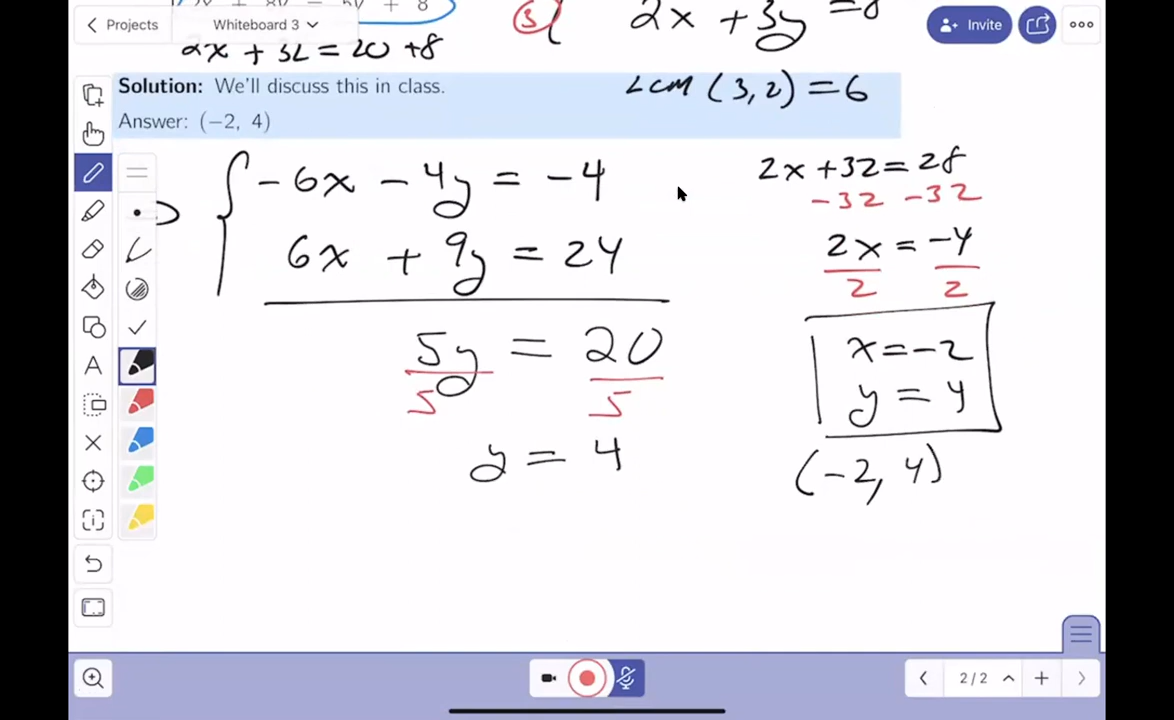 Projects
Whiteboard 3
Invite
+ 8
2x + 32 = 20 + 8
③ 2x + 3y = 8
Solution: We'll discuss this in class.
Answer: (−2, 4)
LCM (3,2) = 6
-6x - 4y = -4
6x + 9y = 24
5y = 20
5 5
y = 4
2x + 32 = 28
-32 -32
2x = -4
2 2
x = -2
y = 4
(-2, 4)
A
2/2